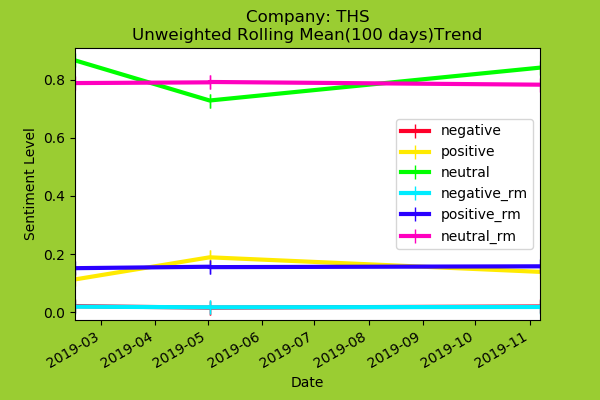 Company: THS
Unweighted Rolling Mean(100 days)Trend
Sentiment Level
0.8
0.6
0.4
0.2
0.0
negative
positive
neutral
negative_rm
positive_rm
neutral_rm
2019-03
2019-04
2019-05
2019-06
2019-07
2019-08
2019-09
2019-10
2019-11
Date